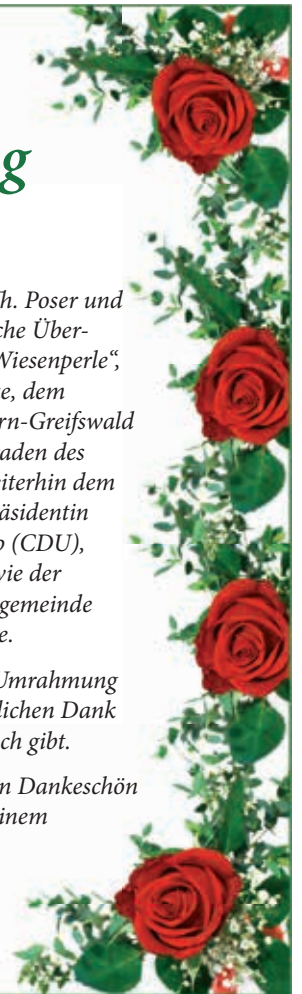 g
h. Poser und
che Über-
Wiesenperle“,
e, dem
rn-Greifswald
aden des
iterhin dem
äsidentin
o (CDU),
vie der
gemeinde
e.
Umrahmung
lichen Dank
ch gibt.
n Dankeschön
inem